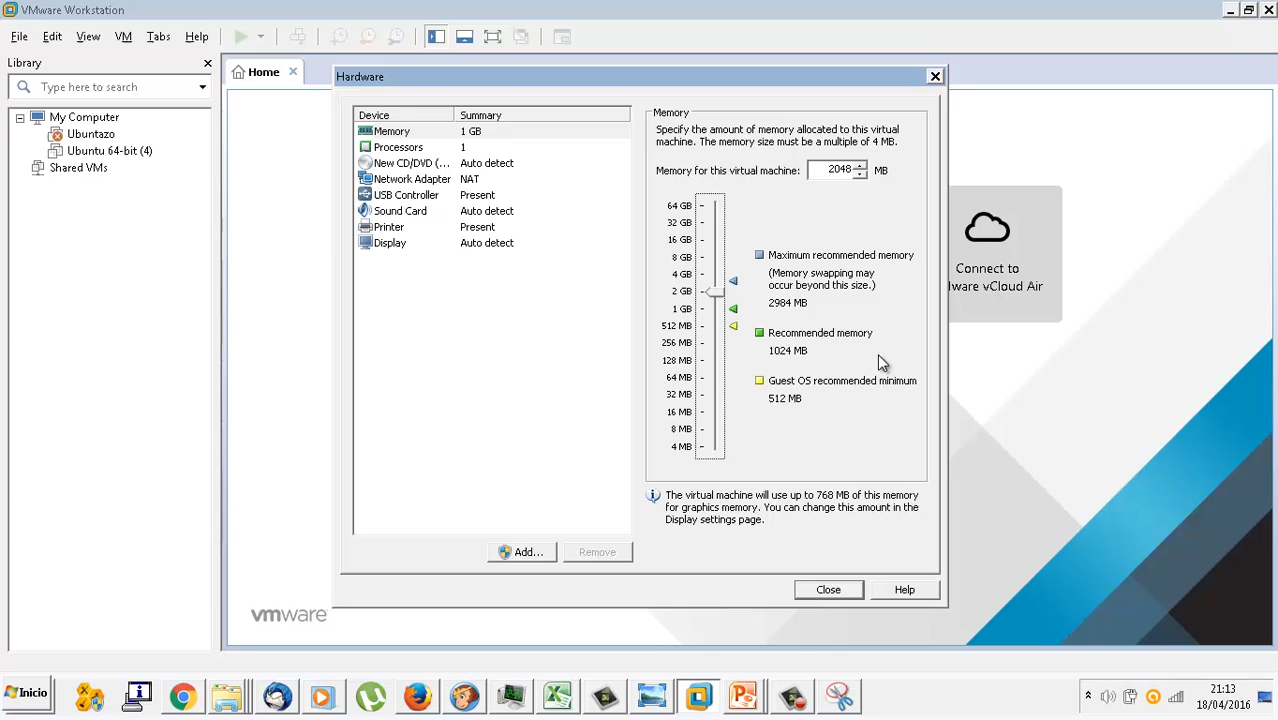 VMware Workstation
File Edit View VM Tabs Help
Library
Type here to search
My Computer
Ubuntazo
Ubuntu 64-bit (4)
Shared VMs
Home
Connect to
lware vCloud Air
vmware
Hardware
Device Summary
Memory 1 GB
Processors 1
New CD/DVD (... Auto detect
Network Adapter NAT
USB Controller Present
Sound Card Auto detect
Printer Present
Display Auto detect
Add... Remove
Memory
Specify the amount of memory allocated to this virtual
machine. The memory size must be a multiple of 4 MB.
Memory for this virtual machine: 2048 MB
64 GB
32 GB
16 GB
8 GB
4 GB
2 GB
1 GB
512 MB
256 MB
128 MB
64 MB
32 MB
16 MB
8 MB
4 MB
Maximum recommended memory
(Memory swapping may
occur beyond this size.)
2984 MB
Recommended memory
1024 MB
Guest OS recommended minimum
512 MB
The virtual machine will use up to 768 MB of this memory
for graphics memory. You can change this amount in the
Display settings page.
Close Help
Inicio
21:13
18/04/2016